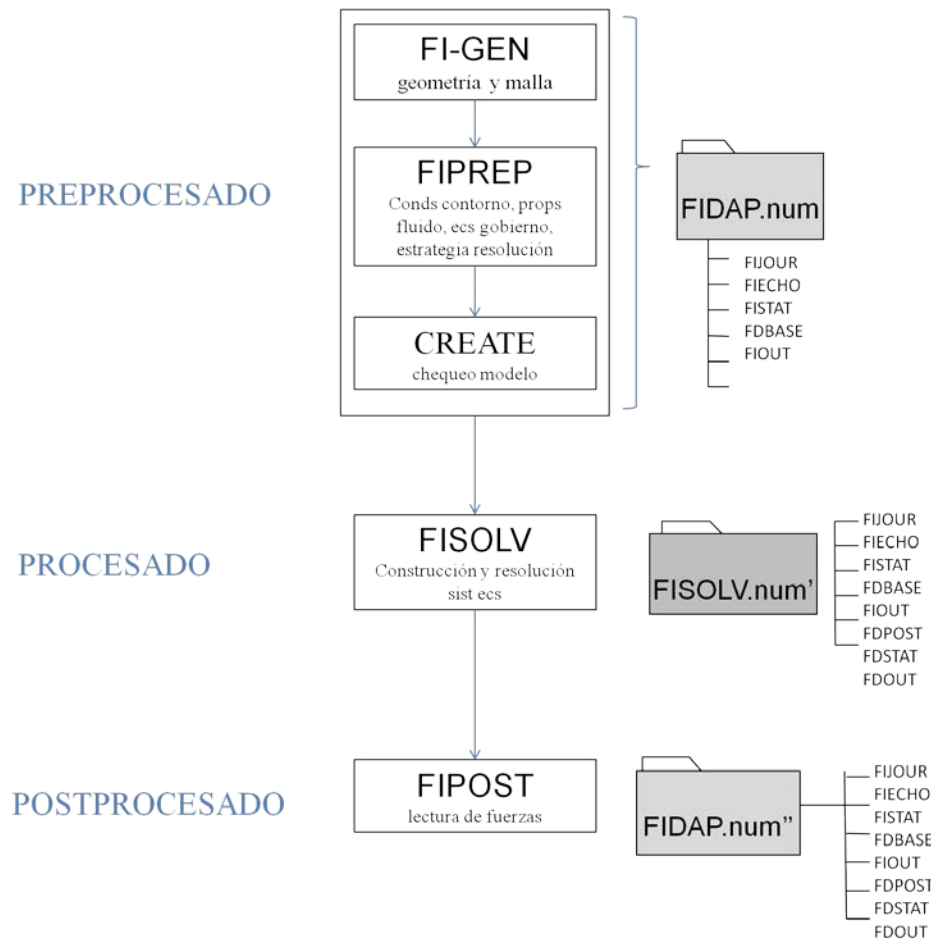 FI-GEN
geometría y malla
PREPROCESADO
FIPREP
Conds contorno, props
fluido, ecs gobierno,
estrategia resolución
CREATE
chequeo modelo
FIDAP.num
FIJOUR
FIECHO
FISTAT
FDBASE
FIOUT
PROCESADO
FISOLV
Construcción y resolución
sist ecs
FISOLV.num'
FIJOUR
FIECHO
FISTAT
FDBASE
FIOUT
FDPOST
FDSTAT
FDOUT
POSTPROCESADO
FIPOST
lectura de fuerzas
FIDAP.num''
FIJOUR
FIECHO
FISTAT
FDBASE
FIOUT
FDPOST
FDSTAT
FDOUT